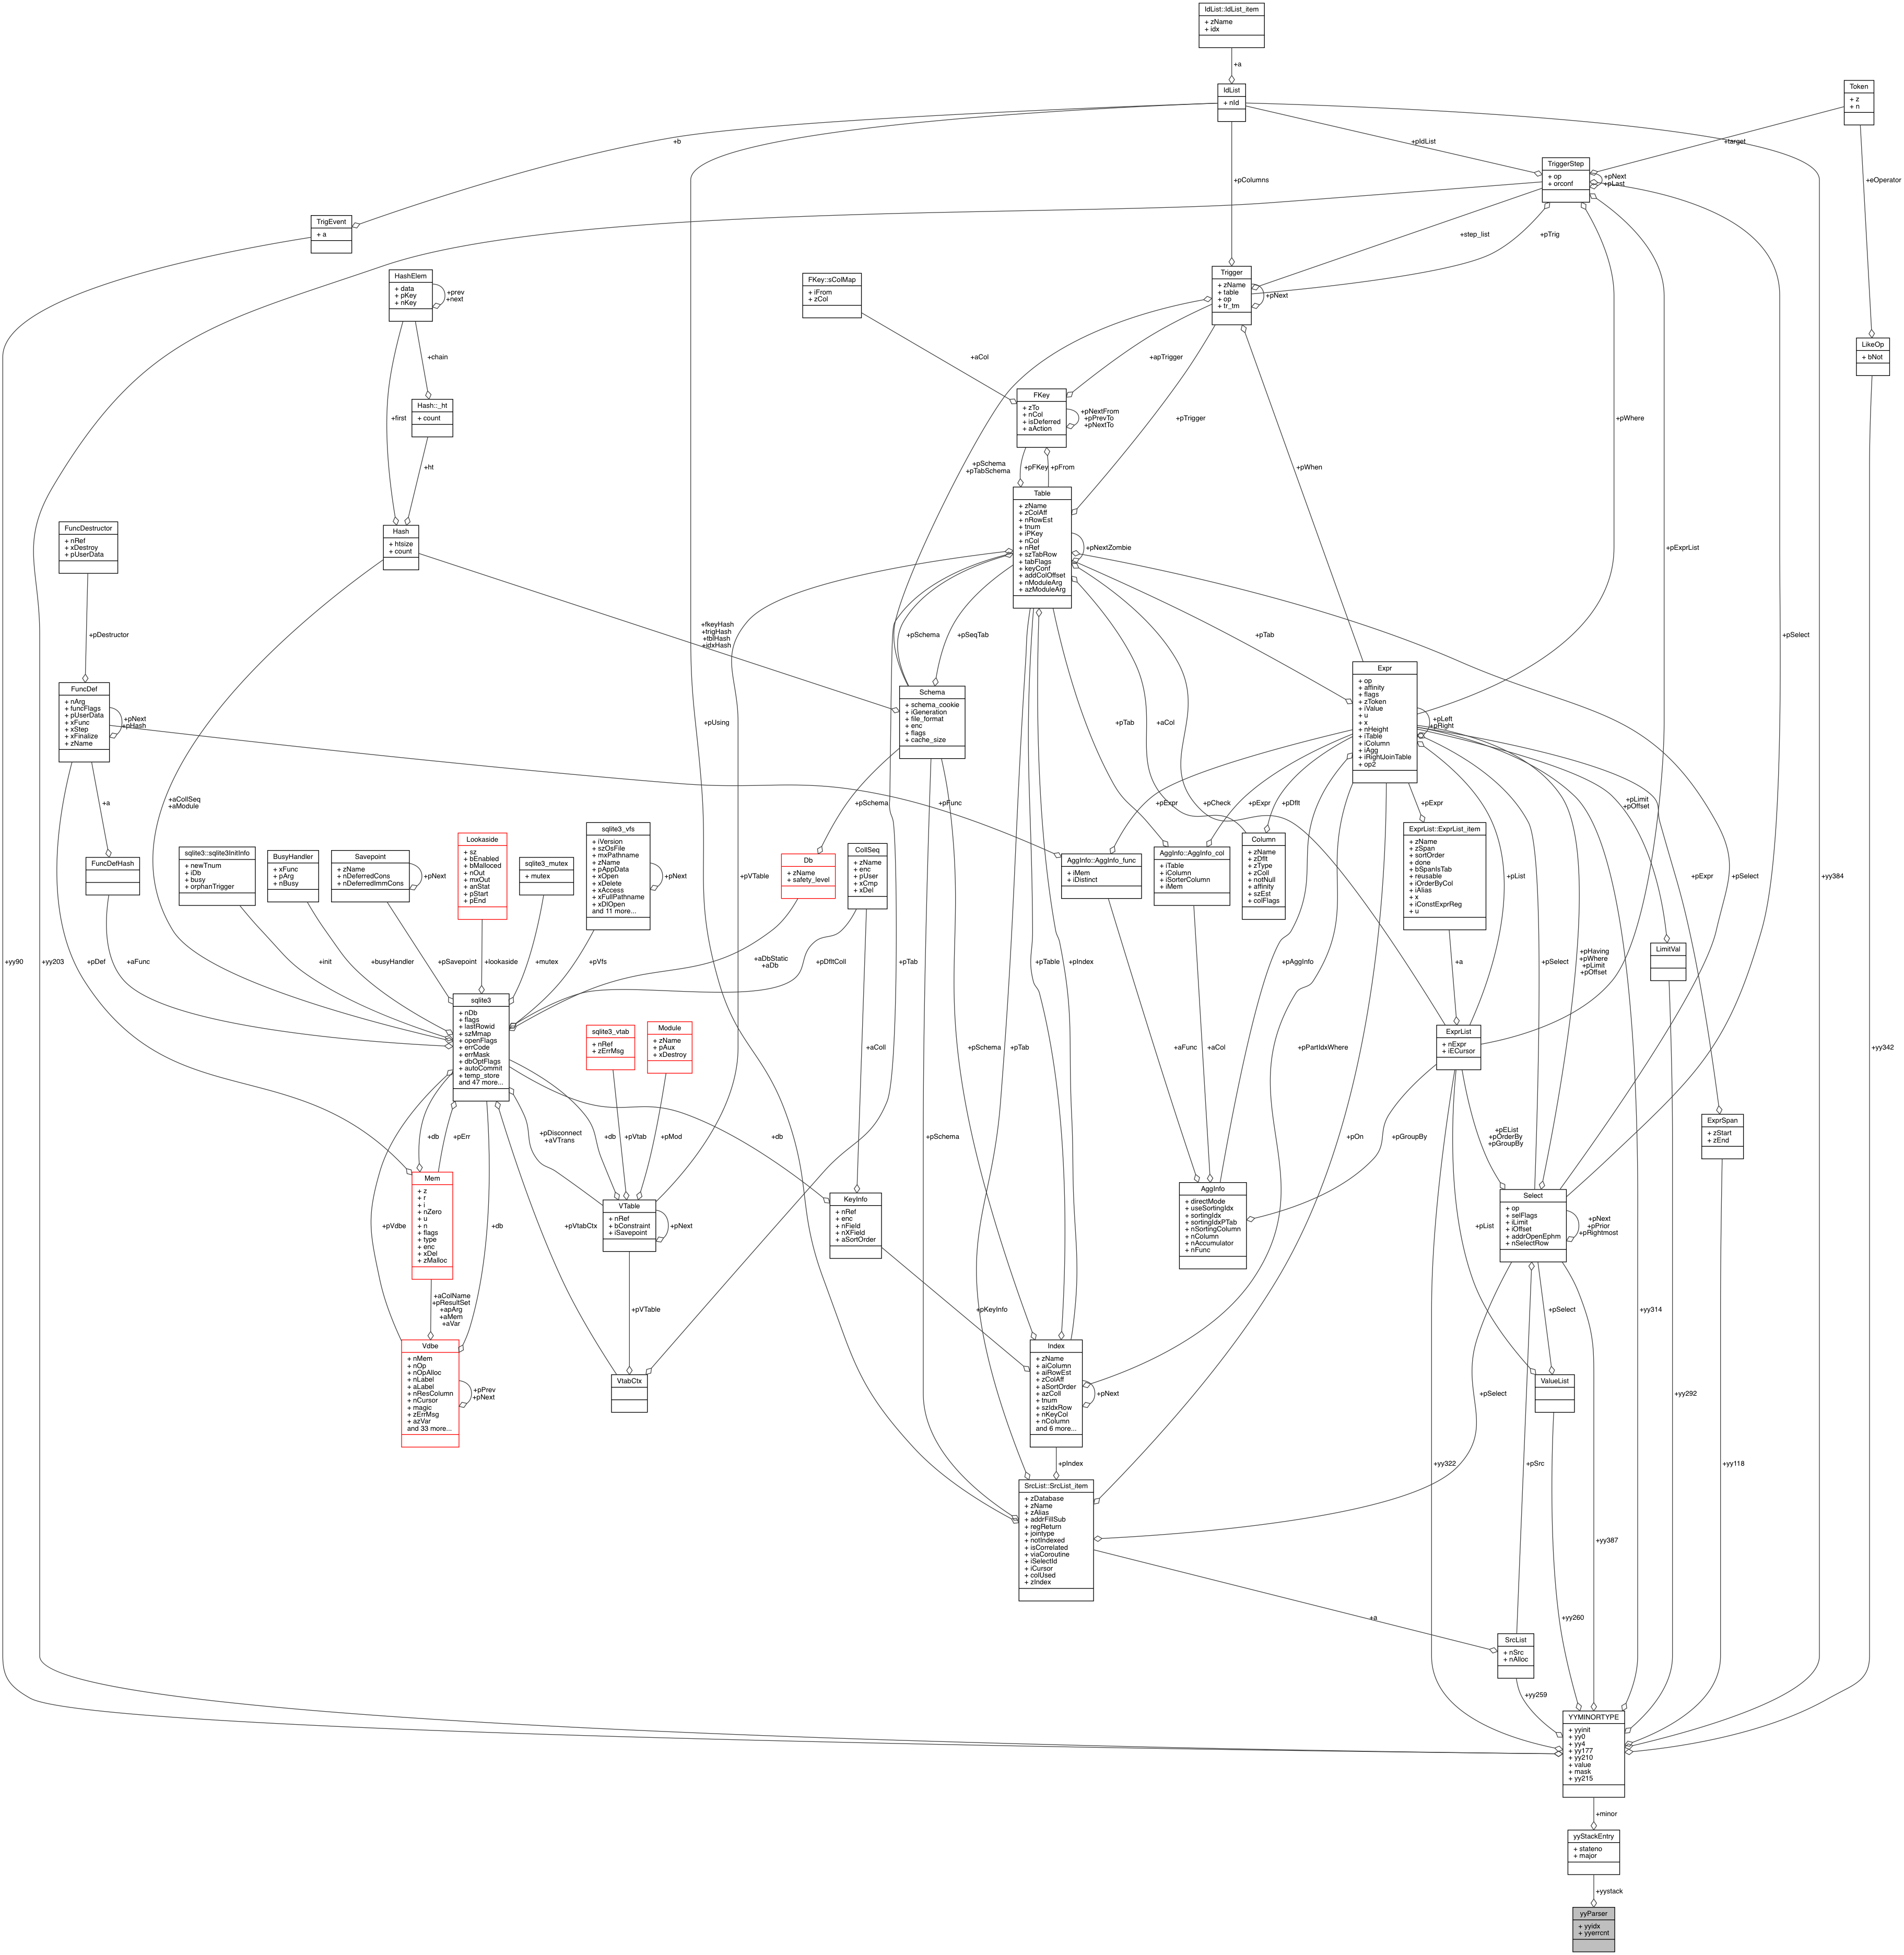 IdList::IdList_item
+ zName
+ idx
+a
IdList
+ nId
Token
+ z
+ n
+b
+pIdList
+target
TriggerStep
+ op
+ orconf
+pNext
+pLast
+pColumns
+eOperator
TrigEvent
+ a
+step_list
+pTrig
HashElem
+ data
+ pKey
+ nKey
+prev
+next
FKey::sColMap
+ iFrom
+ zCol
Trigger
+ zName
+ table
+ op
+ tr_tm
+pNext
LikeOp
+ bNot
+chain
+aCol
+apTrigger
Hash::_ht
+ count
+first
FKey
+ zTo
+ nCol
+ isDeferred
+ aAction
+pNextFrom
+pPrevTo
+pNextTo
+pTrigger
+pWhere
+ht
+pSchema
+pTabSchema
+pFKey
+pFrom
+pWhen
Table
+ zName
+ zColAff
+ nRowEst
+ tnum
+ iPKey
+ nCol
+ nRef
+ szTabRow
+ tabFlags
+ keyConf
+ addColOffset
+ nModuleArg
+ azModuleArg
+pNextZombie
+pExprList
FuncDestructor
+ nRef
+ xDestroy
+ pUserData
Hash
+ htsize
+ count
+pDestructor
+fkeyHash
+trigHash
+tblHash
+idxHash
+pSchema
+pSeqTab
+pTab
+pSelect
FuncDef
+ nArg
+ funcFlags
+ pUserData
+ xFunc
+ xStep
+ xFinalize
+ zName
+pNext
+pHash
Schema
+ schema_cookie
+ iGeneration
+ file_format
+ enc
+ flags
+ cache_size
Expr
+ op
+ affinity
+ flags
+ zToken
+ iValue
+ u
+ x
+ nHeight
+ iTable
+ iColumn
+ iAgg
+ iRightJoinTable
+ op2
+pLeft
+pRight
+pUsing
+pTab
+aCol
+a
+aCollSeq
+aModule
+pSchema
+pFunc
+pExpr
+pCheck
+pExpr
+pDflt
+pExpr
+pLimit
+pOffset
FuncDefHash
sqlite3::sqlite3InitInfo
+ newTnum
+ iDb
+ busy
+ orphanTrigger
BusyHandler
+ xFunc
+ pArg
+ nBusy
Savepoint
+ zName
+ nDeferredCons
+ nDeferredImmCons
+pNext
Lookaside
+ sz
+ bEnabled
+ bMalloced
+ nOut
+ mxOut
+ anStat
+ pStart
+ pEnd
sqlite3_mutex
+ mutex
sqlite3_vfs
+ iVersion
+ szOsFile
+ mxPathname
+ zName
+ pAppData
+ xOpen
+ xDelete
+ xAccess
+ xFullPathname
+ xDlOpen
and 11 more...
+pNext
Db
+ zName
+ safety_level
CollSeq
+ zName
+ enc
+ pUser
+ xCmp
+ xDel
+pVTable
AggInfo::AggInfo_func
+ iMem
+ iDistinct
AggInfo::AggInfo_col
+ iTable
+ iColumn
+ iSorterColumn
+ iMem
Column
+ zName
+ zDflt
+ zType
+ zColl
+ notNull
+ affinity
+ szEst
+ colFlags
+pList
ExprList::ExprList_item
+ zName
+ zSpan
+ sortOrder
+ done
+ bSpanIsTab
+ reusable
+ iOrderByCol
+ iAlias
+ x
+ iConstExprReg
+ u
+pExpr
+pSelect
+yy384
+yy90
+yy203
+pDef
+aFunc
+init
+busyHandler
+pSavepoint
+lookaside
+mutex
+pVfs
+aDbStatic
+aDb
+pDfltColl
+pTab
+pTable
+pIndex
+pAggInfo
+a
+pSelect
+pHaving
+pWhere
+pLimit
+pOffset
LimitVal
sqlite3
+ nDb
+ flags
+ lastRowid
+ szMmap
+ openFlags
+ errCode
+ errMask
+ dbOptFlags
+ autoCommit
+ temp_store
and 47 more...
sqlite3_vtab
+ nRef
+ zErrMsg
Module
+ zName
+ pAux
+ xDestroy
+aColl
+pSchema
+pTab
+aFunc
+aCol
+pPartIdxWhere
ExprList
+ nExpr
+ iECursor
+yy342
ExprSpan
+ zStart
+ zEnd
+db
+pErr
+pDisconnect
+aVTrans
+db
+pVtab
+pMod
+db
+pSchema
+pOn
+pGroupBy
+pEList
+pOrderBy
+pGroupBy
Mem
+ z
+ r
+ i
+ nZero
+ u
+ n
+ flags
+ type
+ enc
+ xDel
+ zMalloc
+pVdbe
+db
+pVtabCtx
VTable
+ nRef
+ bConstraint
+ iSavepoint
+pNext
KeyInfo
+ nRef
+ enc
+ nField
+ nXField
+ aSortOrder
AggInfo
+ directMode
+ useSortingIdx
+ sortingIdx
+ sortingIdxPTab
+ nSortingColumn
+ nColumn
+ nAccumulator
+ nFunc
+pList
Select
+ op
+ selFlags
+ iLimit
+ iOffset
+ addrOpenEphm
+ nSelectRow
+pNext
+pPrior
+pRightmost
+aColName
+pResultSet
+apArg
+aMem
+aVar
+pVTable
+pKeyInfo
+pSelect
+yy314
Vdbe
+ nMem
+ nOp
+ nOpAlloc
+ nLabel
+ aLabel
+ nResColumn
+ nCursor
+ magic
+ zErrMsg
+ azVar
and 33 more...
+pPrev
+pNext
VtabCtx
Index
+ zName
+ aiColumn
+ aiRowEst
+ zColAff
+ aSortOrder
+ azColl
+ tnum
+ szIdxRow
+ nKeyCol
+ nColumn
and 6 more...
+pNext
+pSelect
ValueList
+yy292
+pIndex
+yy322
+pSrc
+yy118
SrcList::SrcList_item
+ zDatabase
+ zName
+ zAlias
+ addrFillSub
+ regReturn
+ jointype
+ notIndexed
+ isCorrelated
+ viaCoroutine
+ iSelectId
+ iCursor
+ colUsed
+ zIndex
+yy387
+a
+yy260
SrcList
+ nSrc
+ nAlloc
+yy259
YYMINORTYPE
+ yyinit
+ yy0
+ yy4
+ yy177
+ yy210
+ value
+ mask
+ yy215
+minor
yyStackEntry
+ stateno
+ major
+yystack
yyParser
+ yyidx
+ yyerrcnt